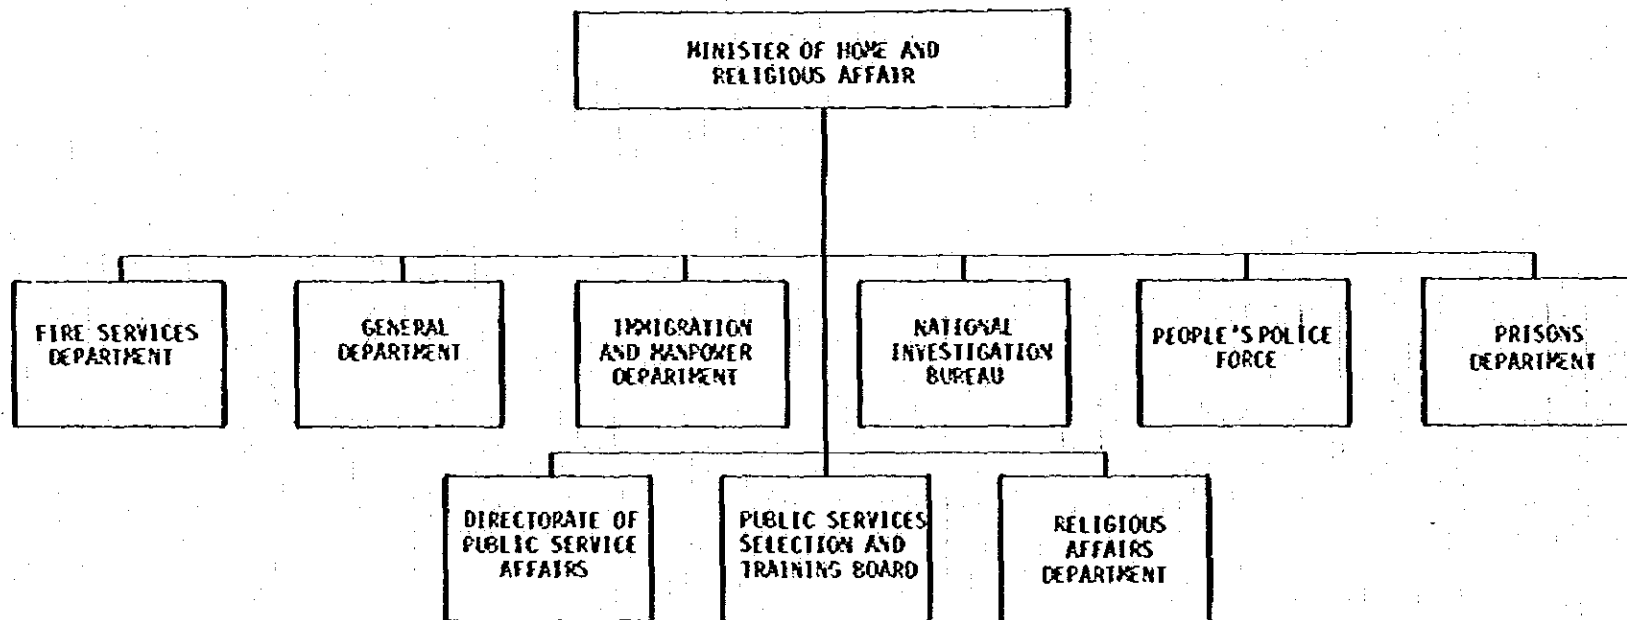 MINISTER OF HOME AND
RELIGIOUS AFFAIR
FIRE SERVICES
DEPARTMENT
GENERAL
DEPARTMENT
IMMIGRATION
AND MANPOWER
DEPARTMENT
NATIONAL
INVESTIGATION
BUREAU
PEOPLE'S POLICE
FORCE
PRISONS
DEPARTMENT
DIRECTORATE OF
PUBLIC SERVICE
AFFAIRS
PUBLIC SERVICES
SELECTION AND
TRAINING BOARD
RELIGIOUS
AFFAIRS
DEPARTMENT